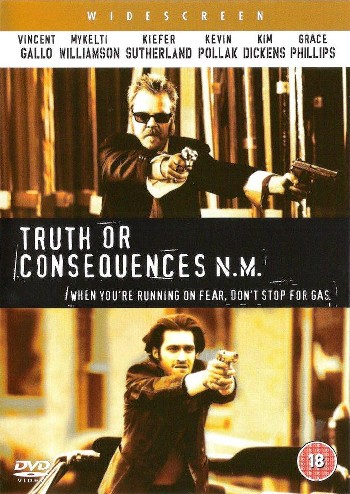 WIDESCREEN
VINCENT GALLO
MYKELTI WILLIAMSON
KIEFER SUTHERLAND
KEVIN POLLAK
KIM DICKENS
GRACE PHILLIPS
TRUTH OR
CONSEQUENCES N.M.
WHEN YOU'RE RUNNING ON FEAR, DON'T STOP FOR GAS.
DVD
VIDEO
18